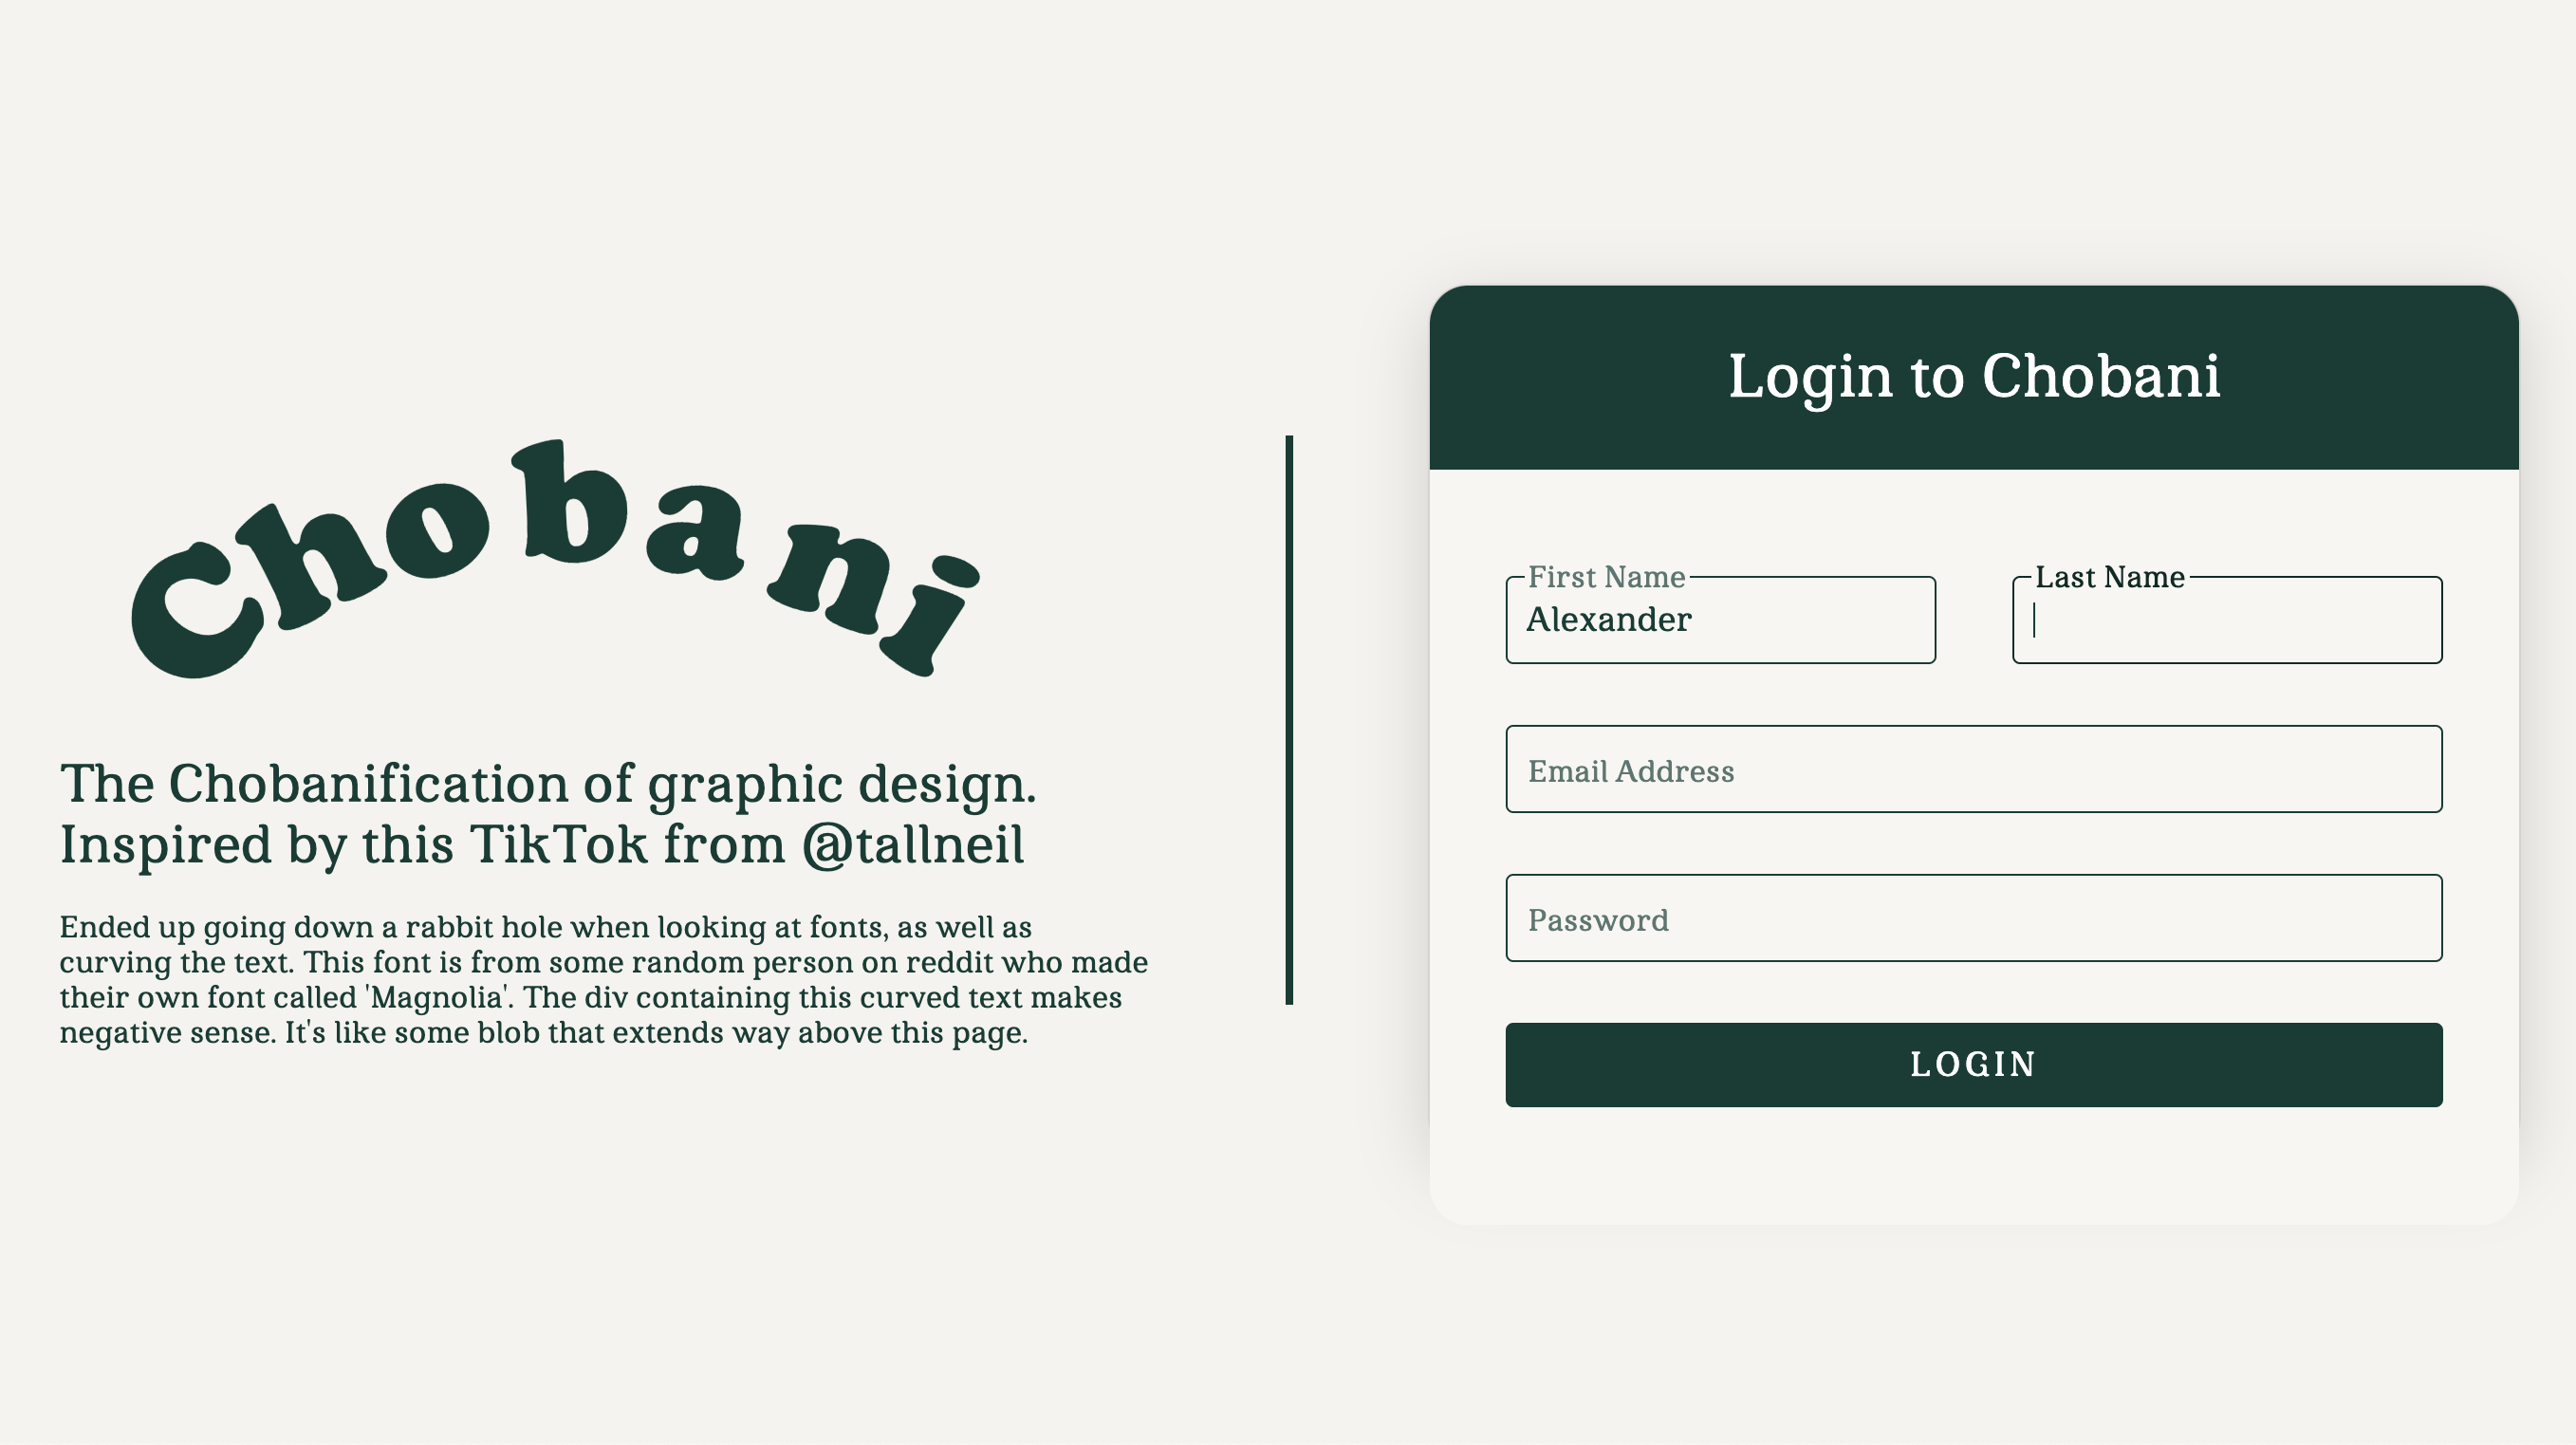 Chobani
The Chobanification of graphic design.
Inspired by this TikTok from @tallneil
Ended up going down a rabbit hole when looking at fonts, as well as
curving the text. This font is from some random person on reddit who made
their own font called 'Magnolia'. The div containing this curved text makes
negative sense. It's like some blob that extends way above this page.
Login to Chobani
First Name
Alexander
Last Name
Email Address
Password
LOGIN